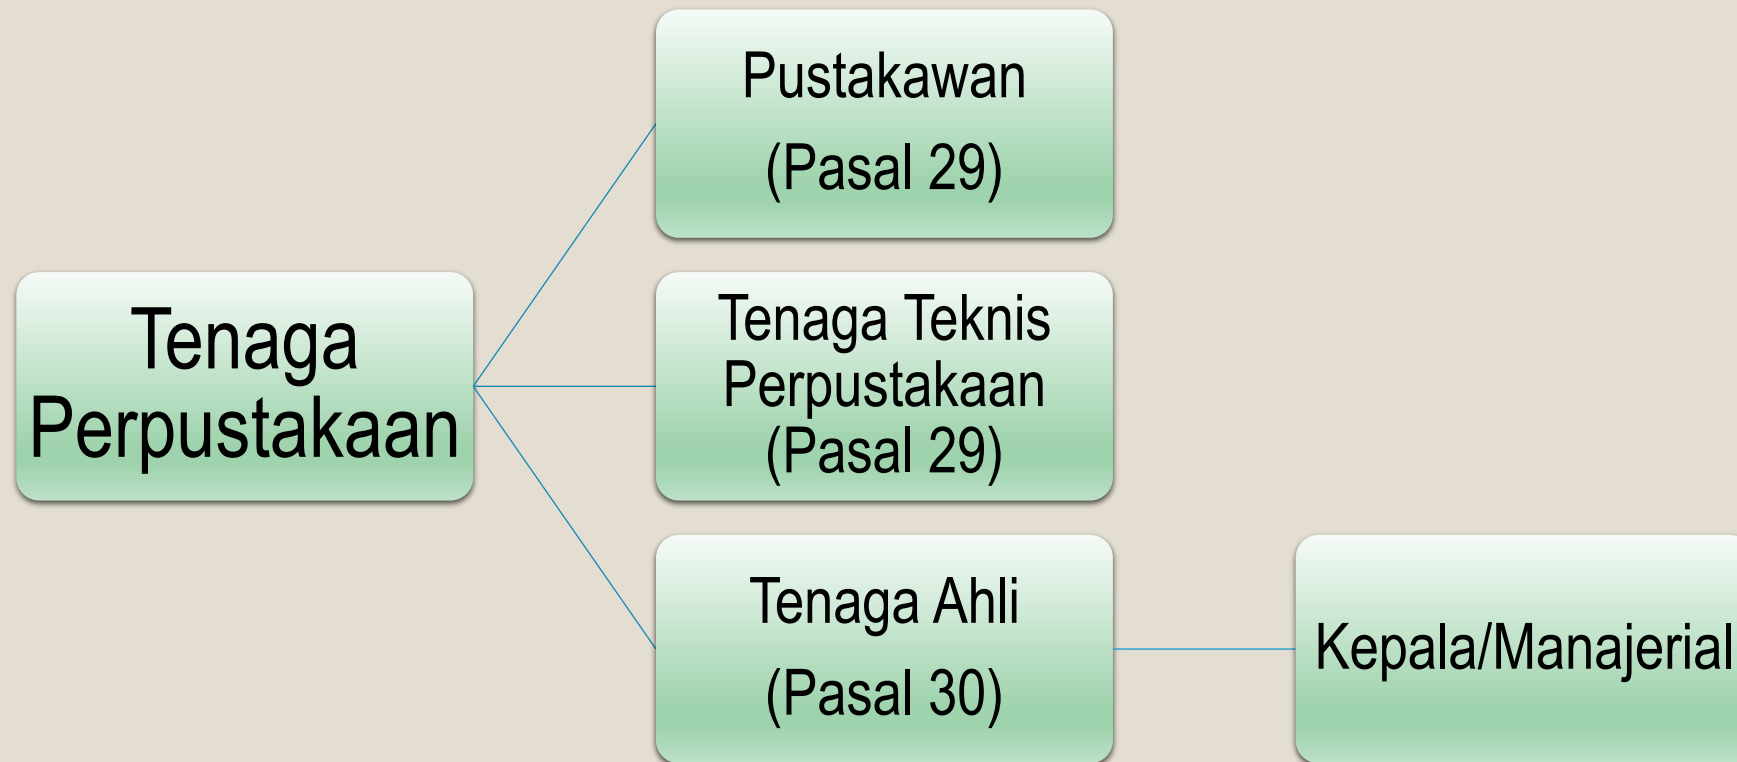 Tenaga
Perpustakaan
Pustakawan
(Pasal 29)
Tenaga Teknis
Perpustakaan
(Pasal 29)
Tenaga Ahli
(Pasal 30)
Kepala/Manajerial